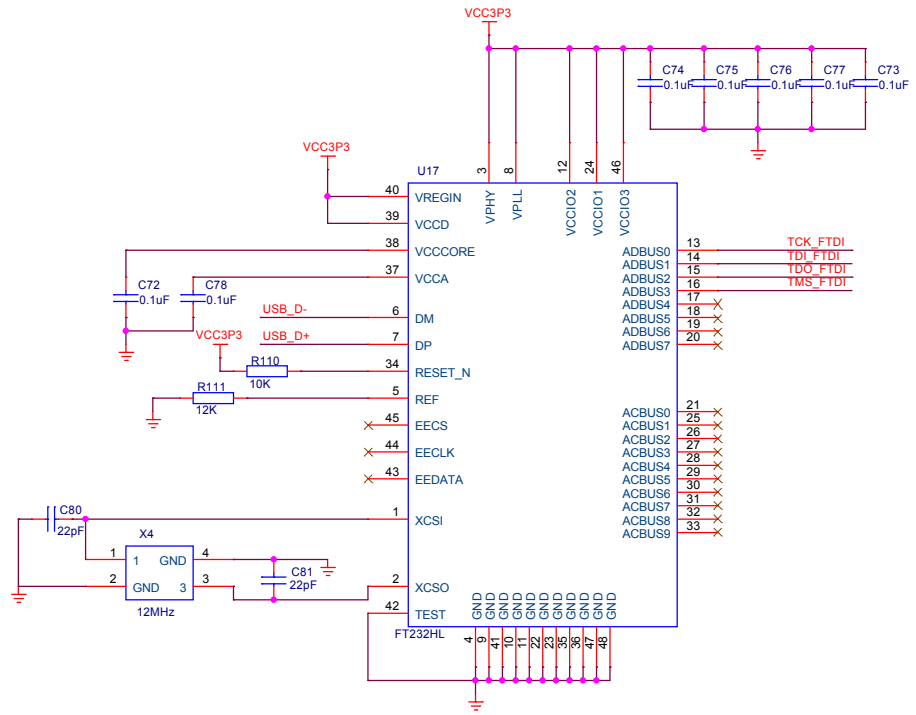 VCC3P3
C74
0.1uF
C75
0.1uF
C76
0.1uF
C77
0.1uF
C73
0.1uF
VCC3P3
U17
3
8
12
24
46
VPHY
VPLL
VCCIO2
VCCIO1
VCCIO3
40
VREGIN
39
VCCD
38
VCCCORE
37
VCCA
C72
0.1uF
C78
0.1uF
USB_D-
6
DM
USB_D+
7
DP
VCC3P3
R110
10K
34
RESET_N
R111
12K
5
REF
45
EECS
44
EECLK
43
EEDATA
C80
22pF
1
XCSI
X4
1
1
GND
4
2
GND
3
3
12MHz
C81
22pF
2
XCSO
42
TEST
FT232HL
ADBUS0
13
TCK_FTDI
ADBUS1
14
TDI_FTDI
ADBUS2
15
TDO_FTDI
ADBUS3
16
TMS_FTDI
ADBUS4
17
ADBUS5
18
ADBUS6
19
ADBUS7
20
ACBUS0
21
ACBUS1
25
ACBUS2
26
ACBUS3
27
ACBUS4
28
ACBUS5
29
ACBUS6
30
ACBUS7
31
ACBUS8
32
ACBUS9
33
GND
GND
GND
GND
GND
GND
GND
GND
GND
GND
GND
4
9
41
10
11
22
23
35
36
47
48